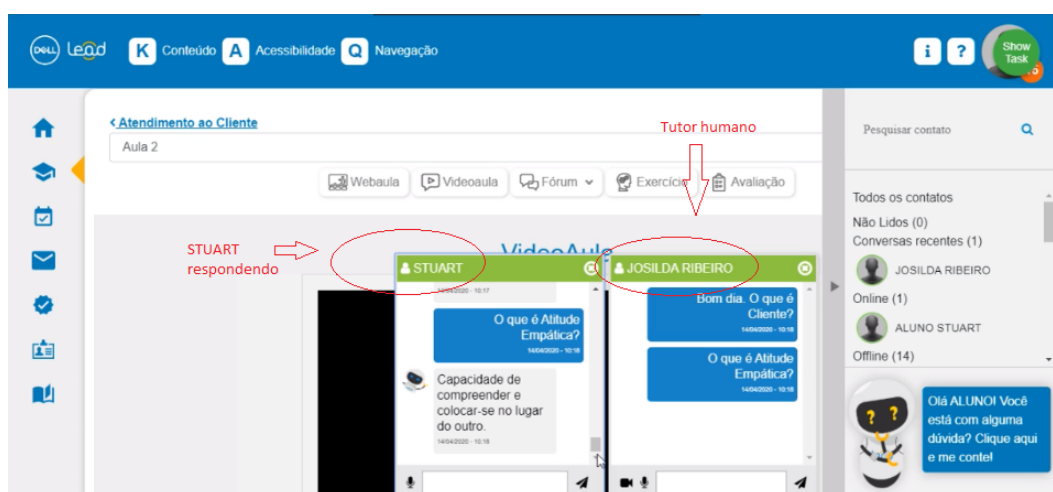 DELL Lead
K Conteúdo A Acessibilidade Q Navegação
i ? Show
Task
< Atendimento ao Cliente
Aula 2
Webaula Videoaula Fórum Exercício Avaliação
Tutor humano
STUART
respondendo
VideoAula
STUART
14/04/2020 - 10:17
O que é Atitude
Empática?
14/04/2020 - 10:18
Capacidade de
compreender e
colocar-se no lugar
do outro.
14/04/2020 - 10:18
JOSILDA RIBEIRO
Bom dia. O que é
Cliente?
14/04/2020 - 10:18
O que é Atitude
Empática?
14/04/2020 - 10:18
Pesquisar contato
Todos os contatos
Não Lidos (0)
Conversas recentes (1)
JOSILDA RIBEIRO
Online (1)
ALUNO STUART
Offline (14)
? ?
Olá ALUNO! Você
está com alguma
dúvida? Clique aqui
e me conte!